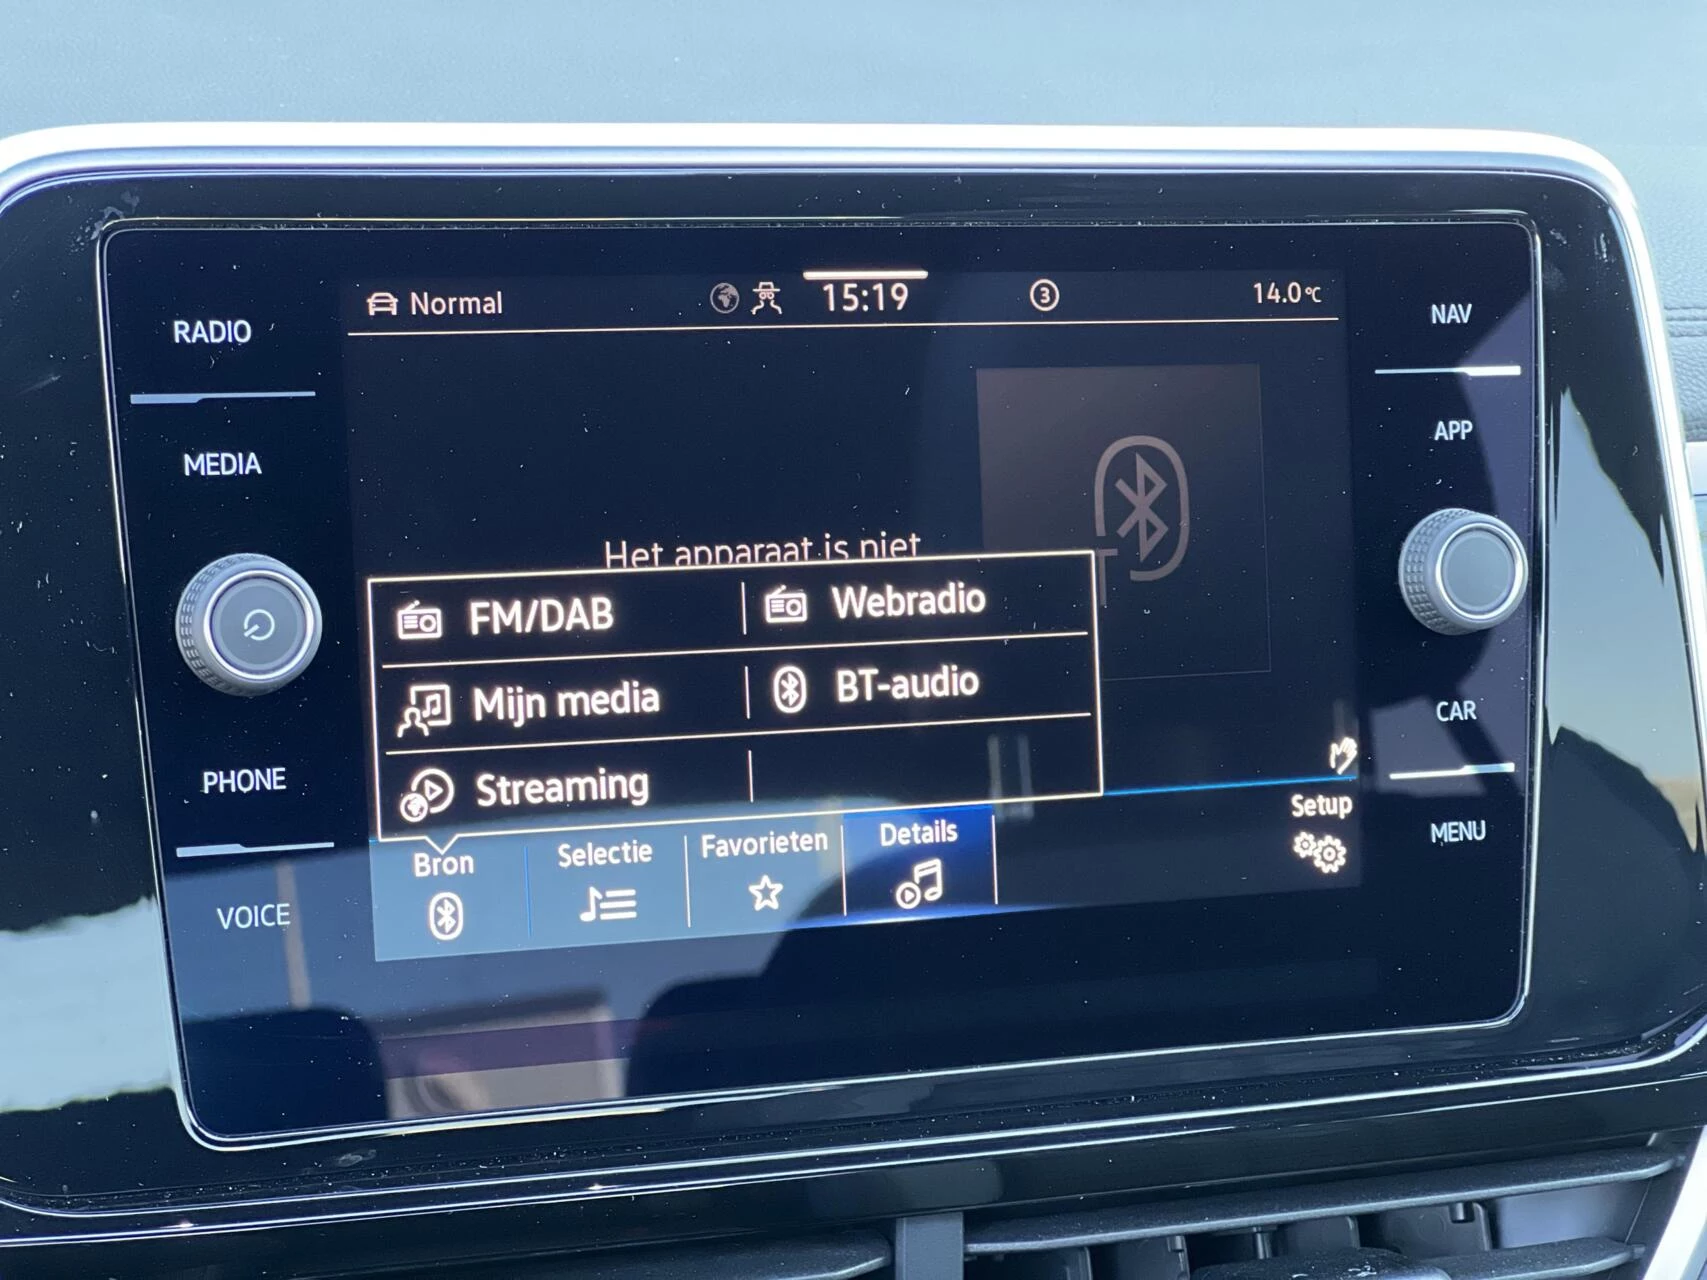 Normal
15:19
3
14.0°C
RADIO
MEDIA
PHONE
VOICE
Het apparaat is niet
FM/DAB
Webradio
Mijn media
BT-audio
Streaming
Bron
Selectie
Favorieten
Details
Setup
NAV
APP
CAR
MENU